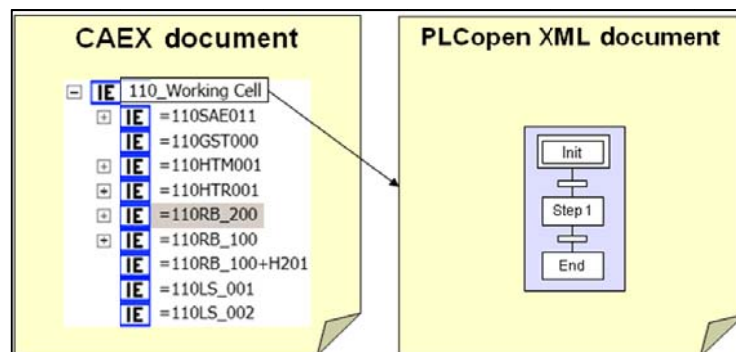 CAEX document
IE 110_Working Cell
IE =110SAE011
IE =110GST000
IE =110HTM001
IE =110HTR001
IE =110RB_200
IE =110RB_100
IE =110RB_100+H201
IE =110LS_001
IE =110LS_002
PLCopen XML document
Init
Step 1
End